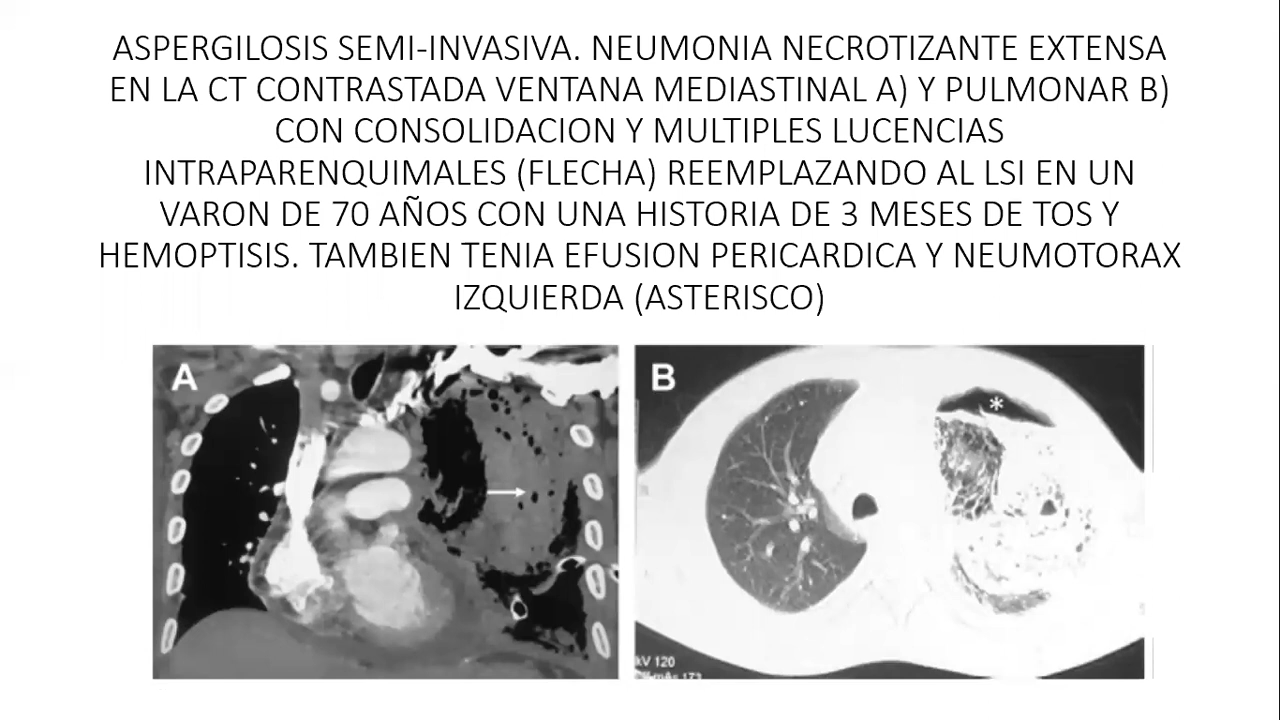 ASPERGILOSIS SEMI-INVASIVA. NEUMONIA NECROTIZANTE EXTENSA
EN LA CT CONTRASTADA VENTANA MEDIASTINAL A) Y PULMONAR B)
CON CONSOLIDACION Y MULTIPLES LUCENCIAS
INTRAPARENQUIMALES (FLECHA) REEMPLAZANDO AL LSI EN UN
VARON DE 70 AÑOS CON UNA HISTORIA DE 3 MESES DE TOS Y
HEMOPTISIS. TAMBIEN TENIA EFUSION PERICARDICA Y NEUMOTORAX
IZQUIERDA (ASTERISCO)
A
B
*
kV 120
mAs 173